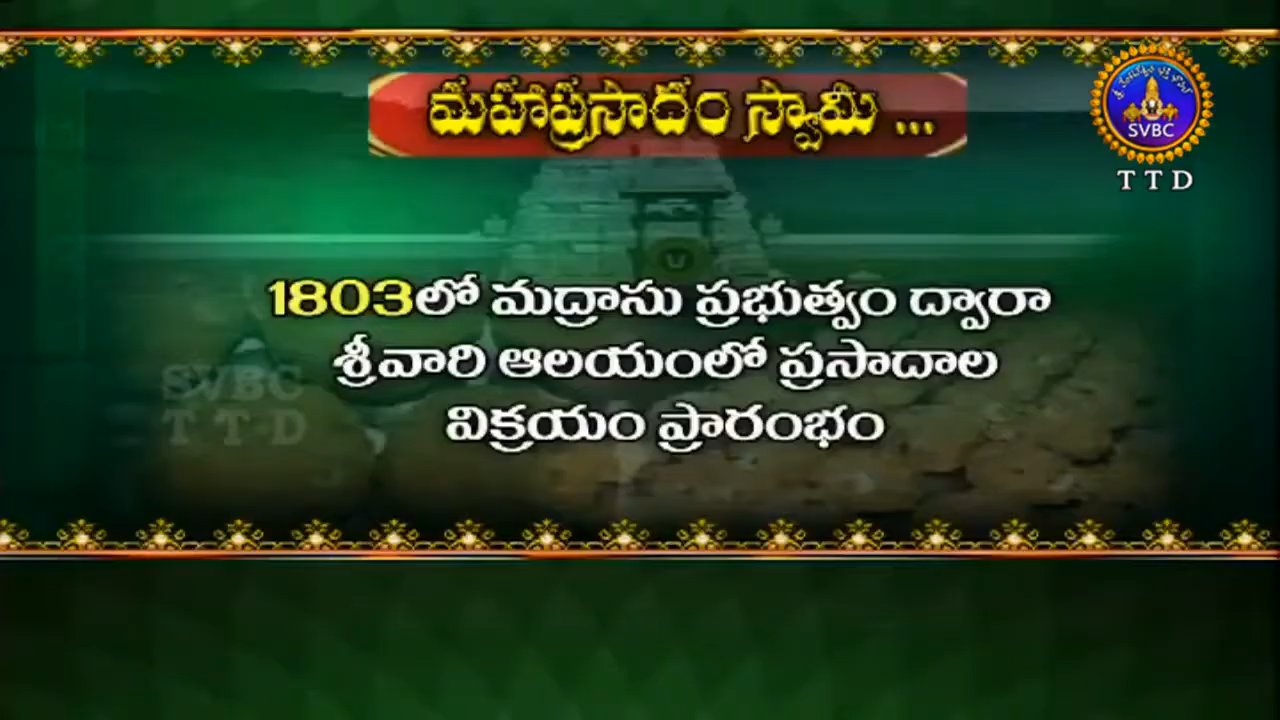 మహాప్రసాదం స్వామి ...
SVBC
TTD
1803లో మద్రాసు ప్రభుత్వం ద్వారా
శ్రీవారి ఆలయంలో ప్రసాదాల
విక్రయం ప్రారంభం
SVBC
TTD